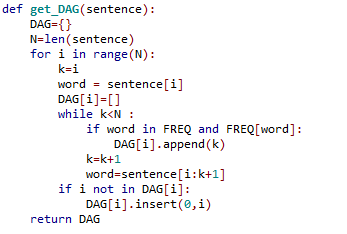 def get_DAG(sentence):
    DAG={}
    N=len(sentence)
    for i in range(N):
        k=i
        word = sentence[i]
        DAG[i]=[]
        while k<N :
            if word in FREQ and FREQ[word]:
                DAG[i].append(k)
            k=k+1
            word=sentence[i:k+1]
        if i not in DAG[i]:
            DAG[i].insert(0,i)
    return DAG